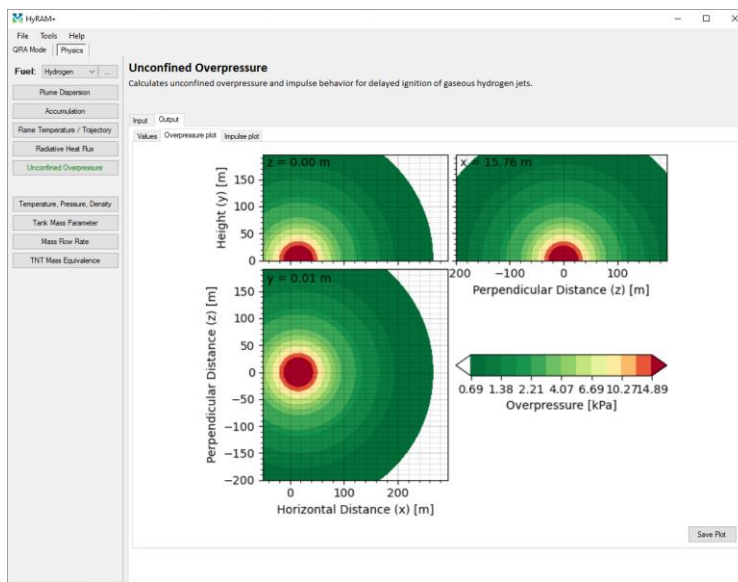 HyRAM+
File Tools Help
QRA Mode Physics
Fuel: Hydrogen ...
Plume Dispersion
Accumulation
Flame Temperature / Trajectory
Radiative Heat Flux
Unconfined Overpressure
Temperature, Pressure, Density
Tank Mass Parameter
Mass Flow Rate
TNT Mass Equivalence
Unconfined Overpressure
Calculates unconfined overpressure and impulse behavior for delayed ignition of gaseous hydrogen jets.
Input Output
Values Overpressure plot Impulse plot
z = 0.00 m
150
100
50
0
Height (y) [m]
x = 15.76 m
200 −100 0 100
Perpendicular Distance (z) [m]
y = 0.01 m
150
100
50
0
−50
−100
−150
−200
Perpendicular Distance (z) [m]
0 100 200
Horizontal Distance (x) [m]
0.69 1.38 2.21 4.07 6.69 10.27 14.89
Overpressure [kPa]
Save Plot